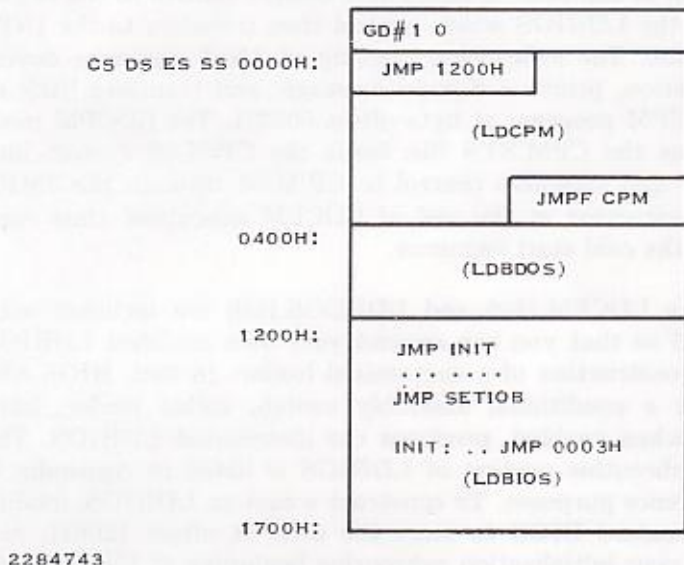 GD#1 0
CS DS ES SS 0000H:
JMP 1200H
(LDCPM)
JMPF CPM
0400H:
(LDBDOS)
1200H:
JMP INIT
. . . . . . . . .
JMP SETIOB
INIT: .. JMP 0003H
(LDBIOS)
1700H:
2284743